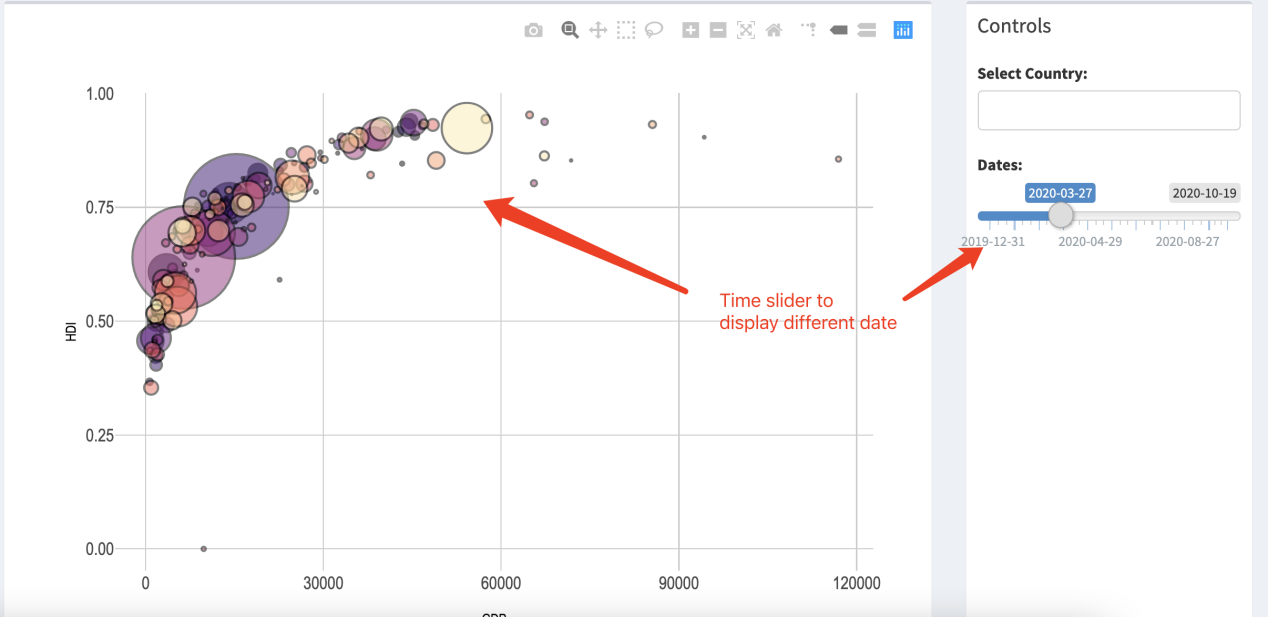 Controls
Select Country:
Dates:
2020-03-27
2020-10-19
2019-12-31
2020-04-29
2020-08-27
1.00
0.75
0.50
0.25
0.00
HDI
0
30000
60000
90000
120000
Time slider to
display different date